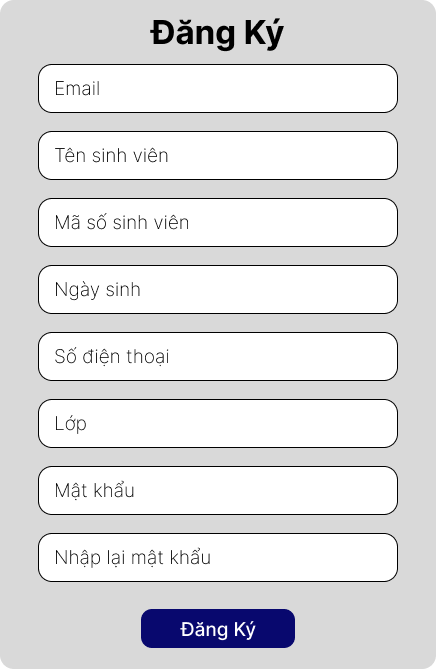 Đăng Ký
Email
Tên sinh viên
Mã số sinh viên
Ngày sinh
Số điện thoại
Lớp
Mật khẩu
Nhập lại mật khẩu
Đăng Ký